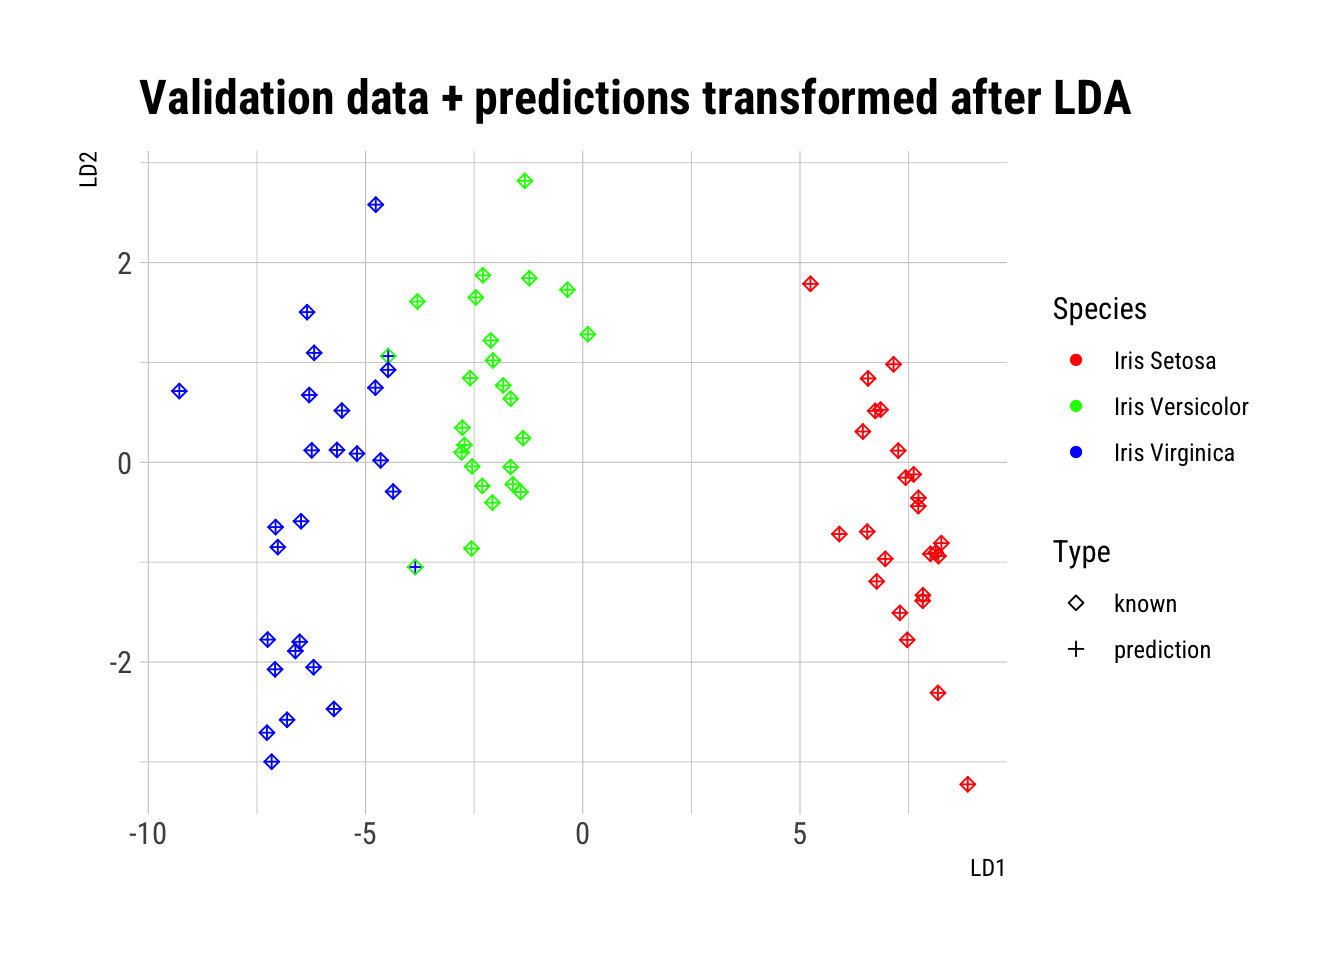 Validation data + predictions transformed after LDA
LD2
2
0
-2
-10
-5
0
5
LD1
Species
Iris Setosa
Iris Versicolor
Iris Virginica
Type
known
prediction